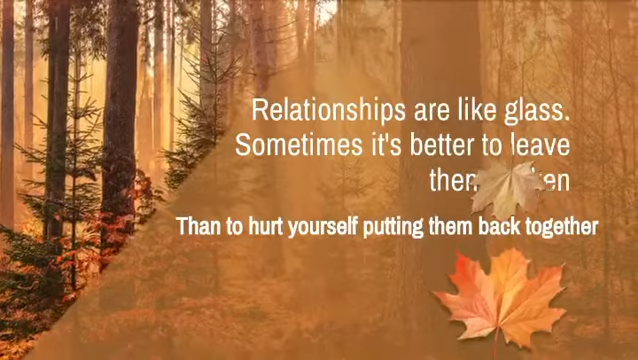 Relationships are like glass.
Sometimes it's better to leave
Than to hurt yourself putting them back together